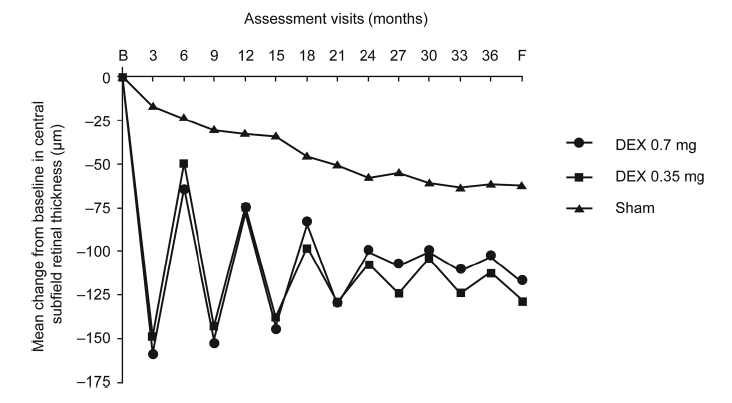 Assessment visits (months)
B 3 6 9 12 15 18 21 24 27 30 33 36 F
0
–25
–50
–75
–100
–125
–150
–175
Mean change from baseline in central
subfield retinal thickness (μm)
DEX 0.7 mg
DEX 0.35 mg
Sham